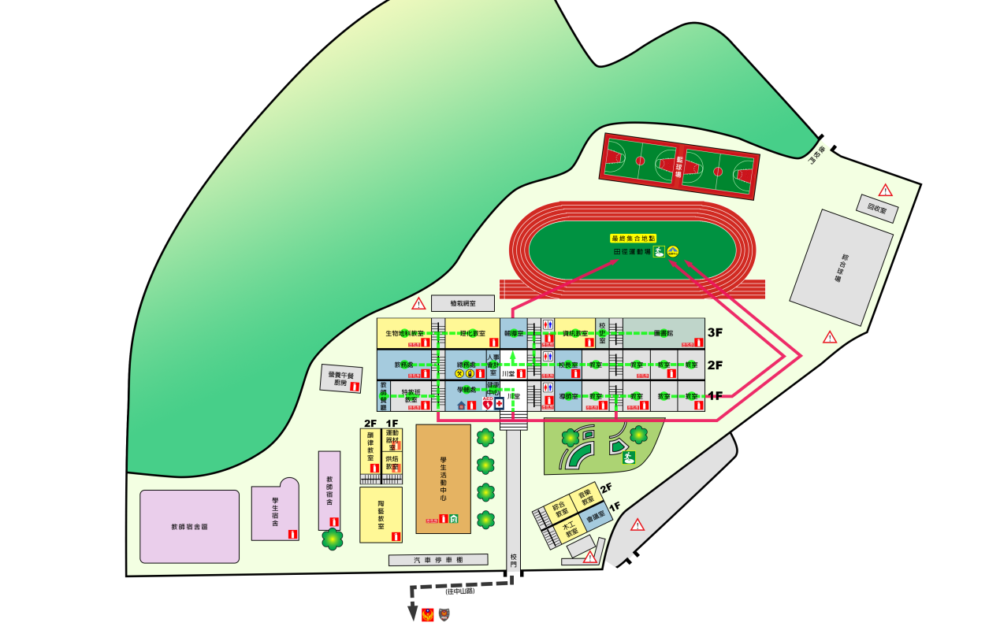 後校門
籃球場
回收室
綜合球場
最終集合地點
田徑運動場
植栽網室
生物地科教室
理化教室
輔導室
資訊教室
校史室
圖書館
3F
教務處
總務處
人事
會計
室
川堂
校長室
教室
教室
教室
教室
2F
營養午餐
廚房
教師餐廳
特教班
教室
學務處
健康
中心
AED
川堂
導師室
教室
教室
教室
教室
1F
2F
1F
韻律教室
運動
器材
室
烘焙
教室
學生活動中心
教師宿舍
學生宿舍
教師宿舍區
陶藝教室
2F
1F
綜合
教室
音樂
教室
木工
教室
會議室
汽車停車棚
校門
(往中山路)